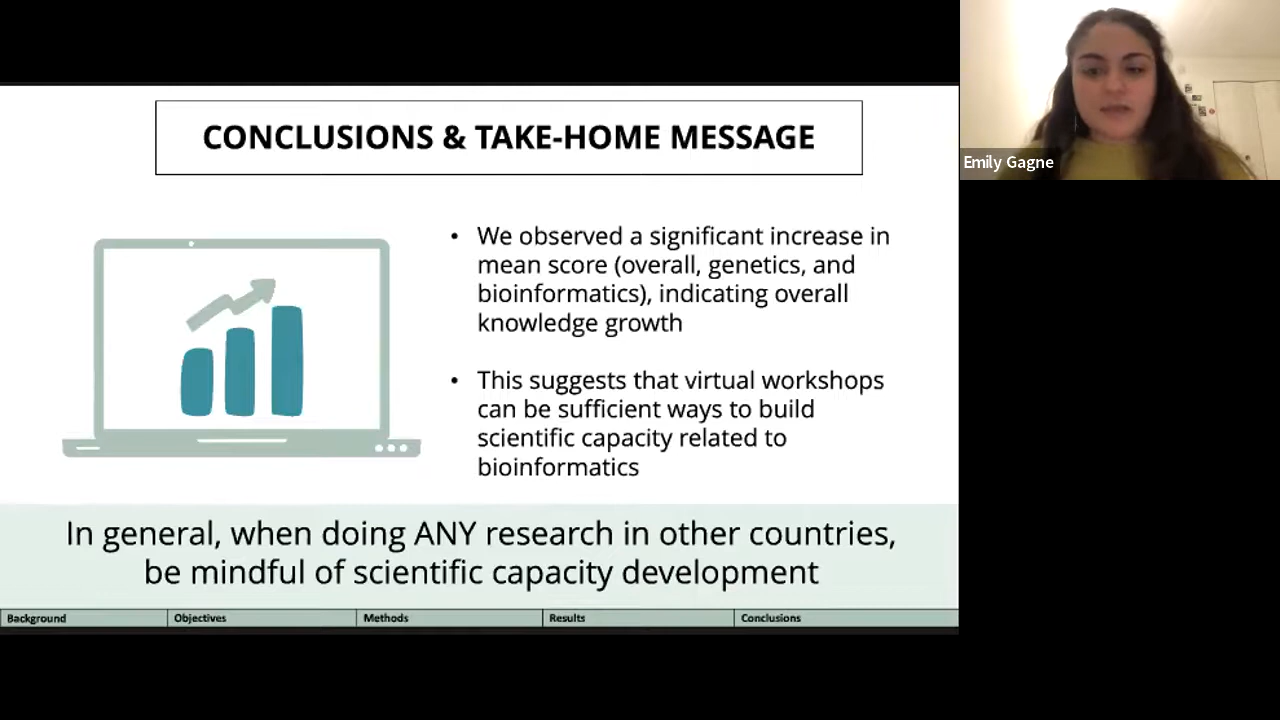 CONCLUSIONS & TAKE-HOME MESSAGE
• We observed a significant increase in
mean score (overall, genetics, and
bioinformatics), indicating overall
knowledge growth
• This suggests that virtual workshops
can be sufficient ways to build
scientific capacity related to
bioinformatics
In general, when doing ANY research in other countries,
be mindful of scientific capacity development
Background Objectives Methods Results Conclusions
Emily Gagne